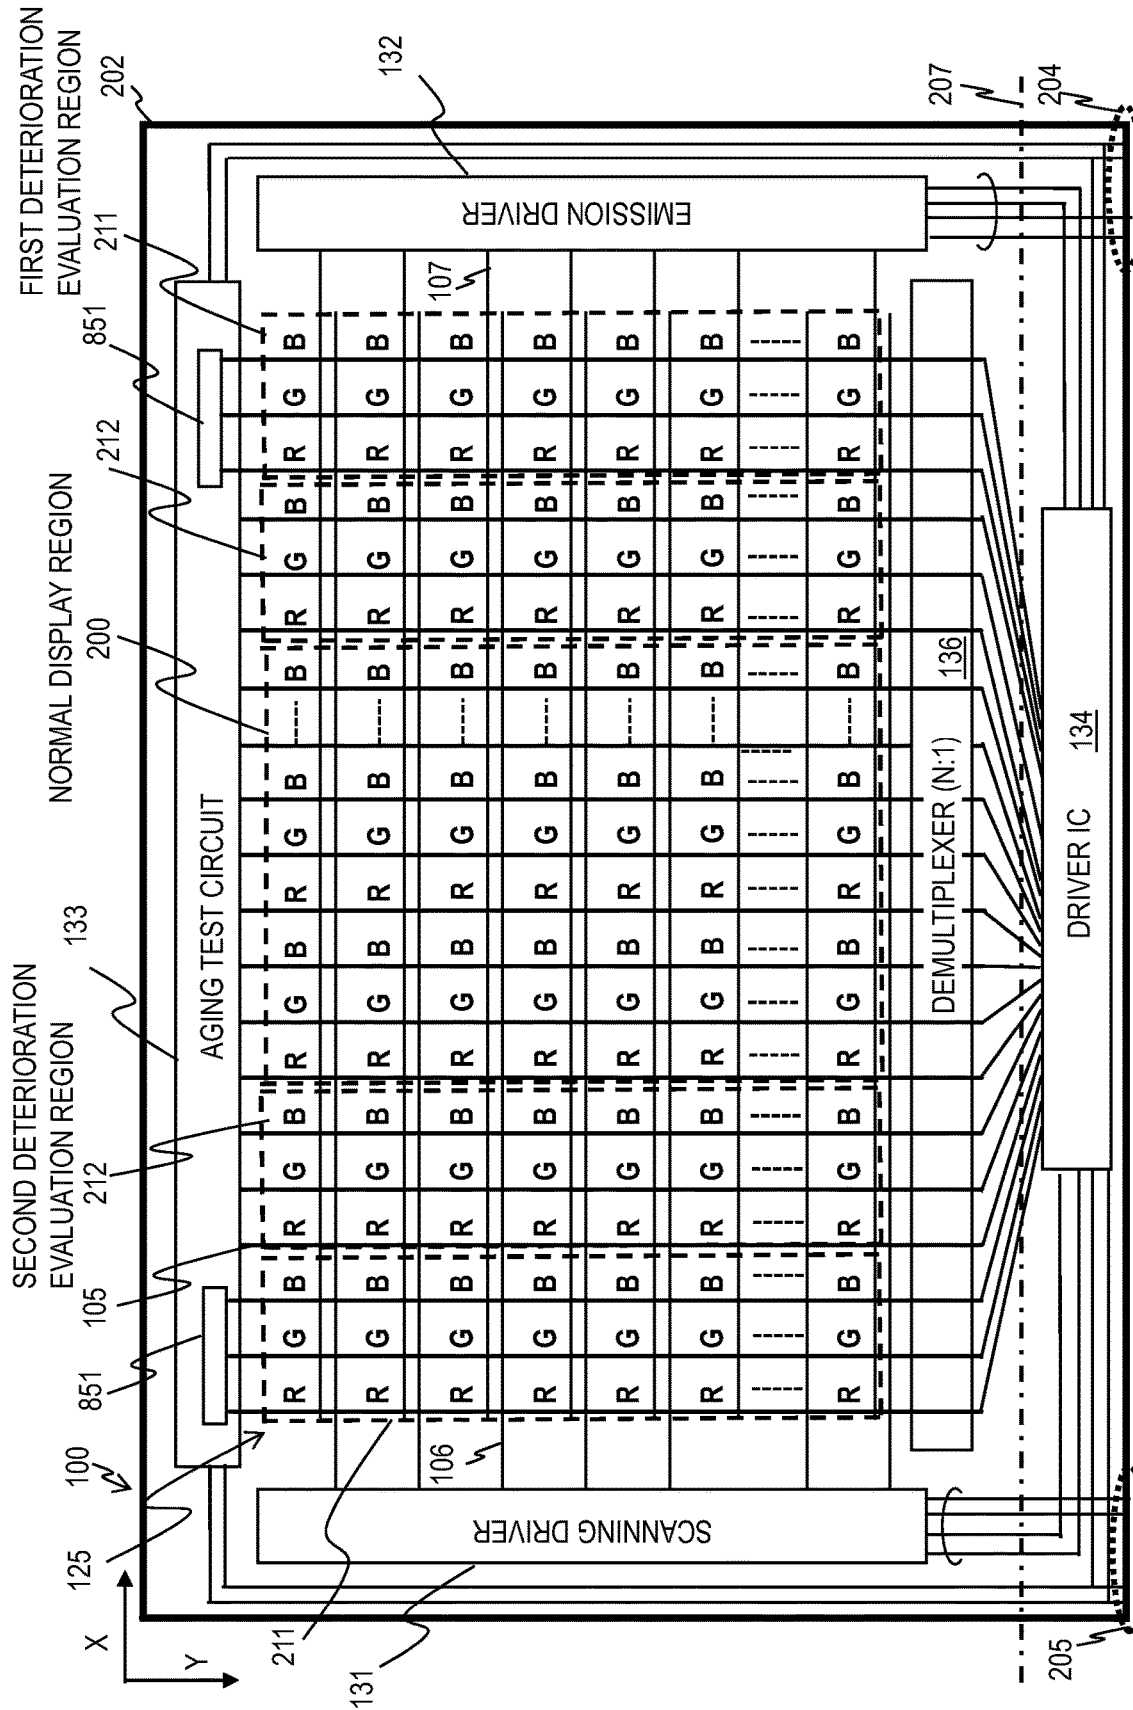 SECOND DETERIORATION
EVALUATION REGION
NORMAL DISPLAY REGION
FIRST DETERIORATION
EVALUATION REGION
X
Y
125
100
851
105
212
133
200
212
851
211
202
AGING TEST CIRCUIT
R G B R G B R G B R G B B R G B R G B
R G B R G B R G B R G B B R G B R G B
R G B R G B R G B R G B B R G B R G B
R G B R G B R G B R G B B R G B R G B
R G B R G B R G B R G B B R G B R G B
R G B R G B R G B R G B B R G B R G B
R G B R G B R G B R G B B R G B R G B
211
131
SCANNING DRIVER
106
107
EMISSION DRIVER
132
DEMULTIPLEXER (N:1)
136
207
DRIVER IC
134
205
204